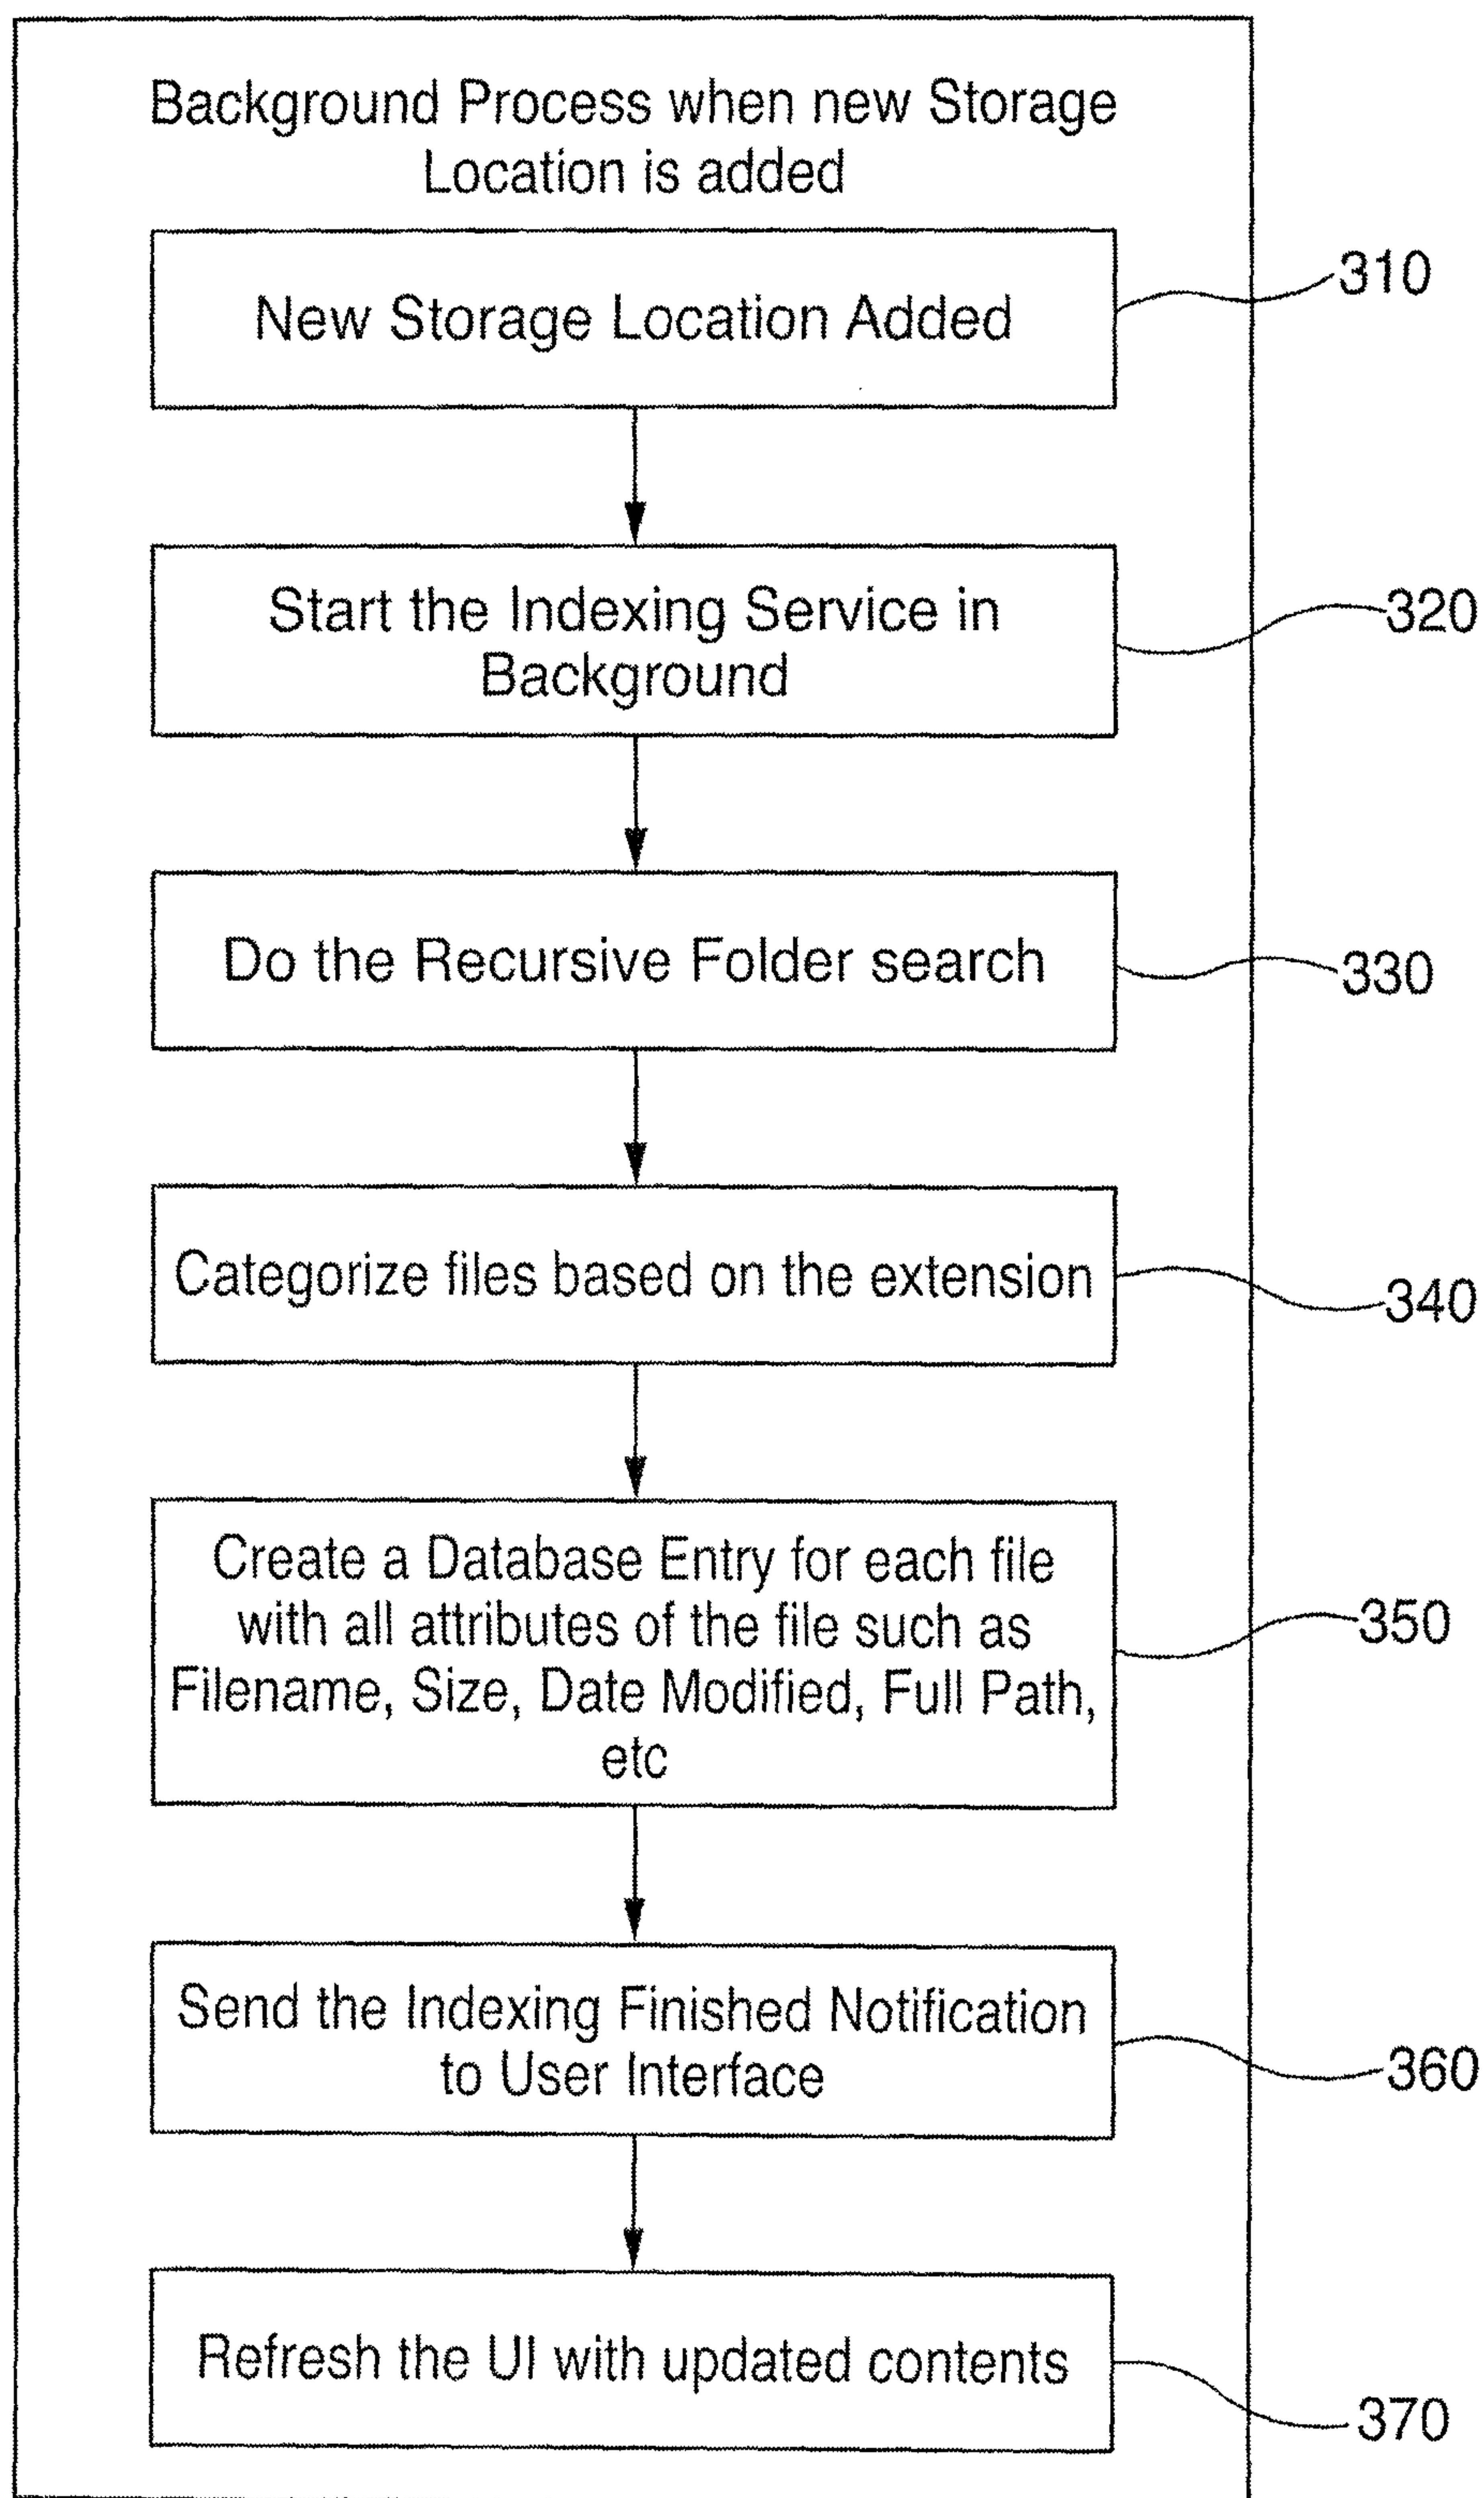 Background Process when new Storage
Location is added
New Storage Location Added
310
Start the Indexing Service in
Background
320
Do the Recursive Folder search
330
Categorize files based on the extension
340
Create a Database Entry for each file
with all attributes of the file such as
Filename, Size, Date Modified, Full Path,
etc
350
Send the Indexing Finished Notification
to User Interface
360
Refresh the UI with updated contents
370